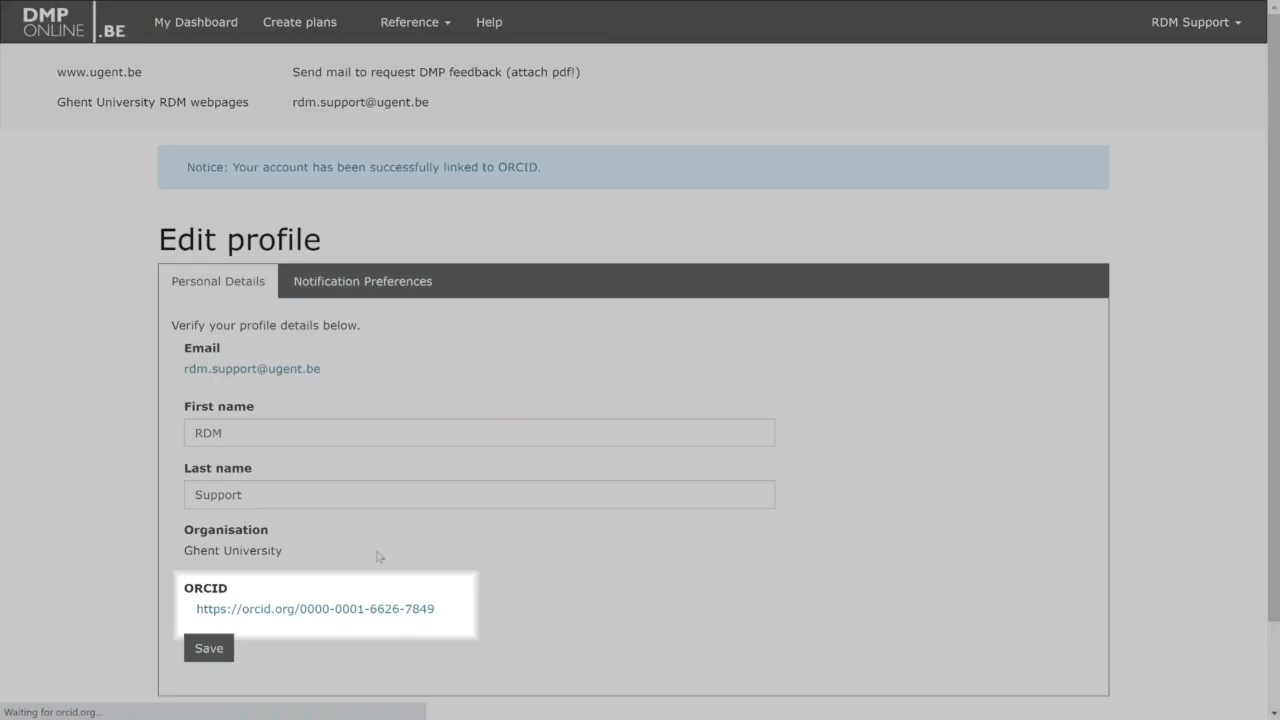 DMP
ONLINE .BE
My Dashboard Create plans Reference Help RDM Support
www.ugent.be Send mail to request DMP feedback (attach pdf!)
Ghent University RDM webpages rdm.support@ugent.be
Notice: Your account has been successfully linked to ORCID.
Edit profile
Personal Details Notification Preferences
Verify your profile details below.
Email
rdm.support@ugent.be
First name
RDM
Last name
Support
Organisation
Ghent University
ORCID
https://orcid.org/0000-0001-6626-7849
Save
Waiting for orcid.org...